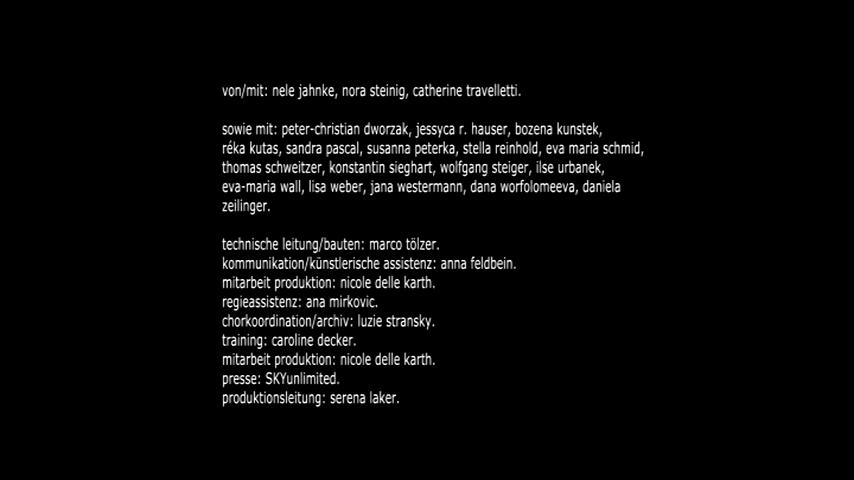 von/mit: nele jahnke, nora steinig, catherine travelletti.
sowie mit: peter-christian dworzak, jessyca r. hauser, bozena kunstek,
réka kutas, sandra pascal, susanna peterka, stella reinhold, eva maria schmid,
thomas schweitzer, konstantin sieghart, wolfgang steiger, ilse urbanek,
eva-maria wall, lisa weber, jana westermann, dana worfolomeeva, daniela
zeilinger.
technische leitung/bauten: marco tölzer.
kommunikation/künstlerische assistenz: anna feldbein.
mitarbeit produktion: nicole delle karth.
regieassistenz: ana mirkovic.
chorkoordination/archiv: luzie stransky.
training: caroline decker.
mitarbeit produktion: nicole delle karth.
presse: SKYunlimited.
produktionsleitung: serena laker.